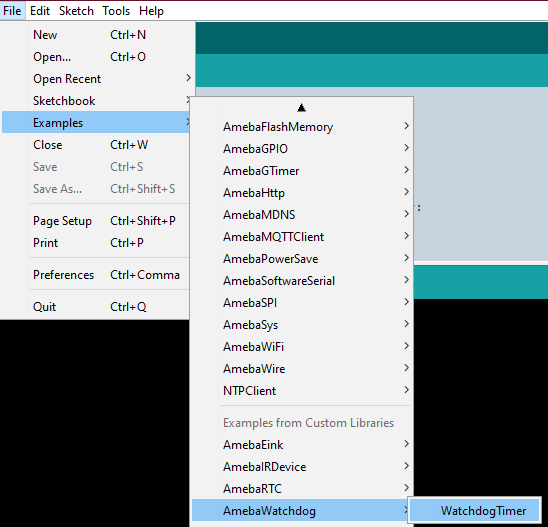 File Edit Sketch Tools Help
New Ctrl+N
Open... Ctrl+O
Open Recent
Sketchbook
Examples
Close Ctrl+W
Save Ctrl+S
Save As... Ctrl+Shift+S
Page Setup Ctrl+Shift+P
Print Ctrl+P
Preferences Ctrl+Comma
Quit Ctrl+Q
AmebaFlashMemory
AmebaGPIO
AmebaGTimer
AmebaHttp
AmebaMDNS
AmebaMQTTClient
AmebaPowerSave
AmebaSoftwareSerial
AmebaSPI
AmebaSys
AmebaWiFi
AmebaWire
NTPClient
Examples from Custom Libraries
AmebaEink
AmebaIRDevice
AmebaRTC
AmebaWatchdog
WatchdogTimer